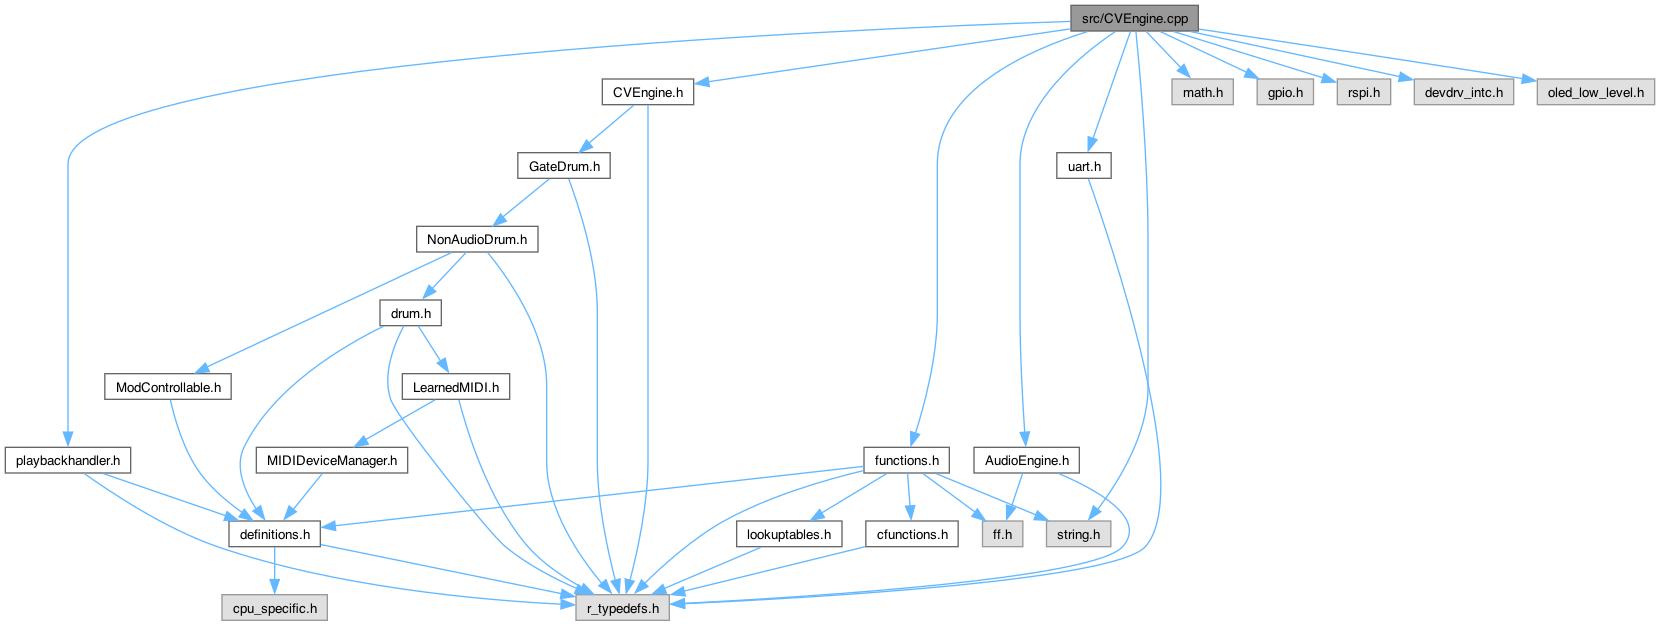 src/CVEngine.cpp
CVEngine.h
math.h
gpio.h
rspi.h
devdrv_intc.h
oled_low_level.h
GateDrum.h
uart.h
NonAudioDrum.h
drum.h
ModControllable.h
LearnedMIDI.h
playbackhandler.h
MIDIDeviceManager.h
functions.h
AudioEngine.h
definitions.h
lookuptables.h
cfunctions.h
ff.h
string.h
cpu_specific.h
r_typedefs.h